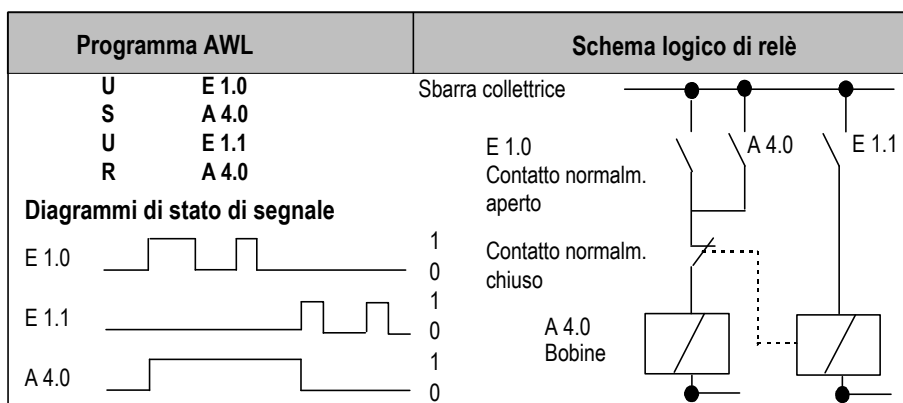 Programma AWL
Schema logico di relè
U E 1.0
S A 4.0
U E 1.1
R A 4.0
Diagrammi di stato di segnale
E 1.0
1
0
E 1.1
1
0
A 4.0
1
0
Sbarra collettrice
E 1.0
Contatto normalm.
aperto
A 4.0
E 1.1
Contatto normalm.
chiuso
A 4.0
Bobine